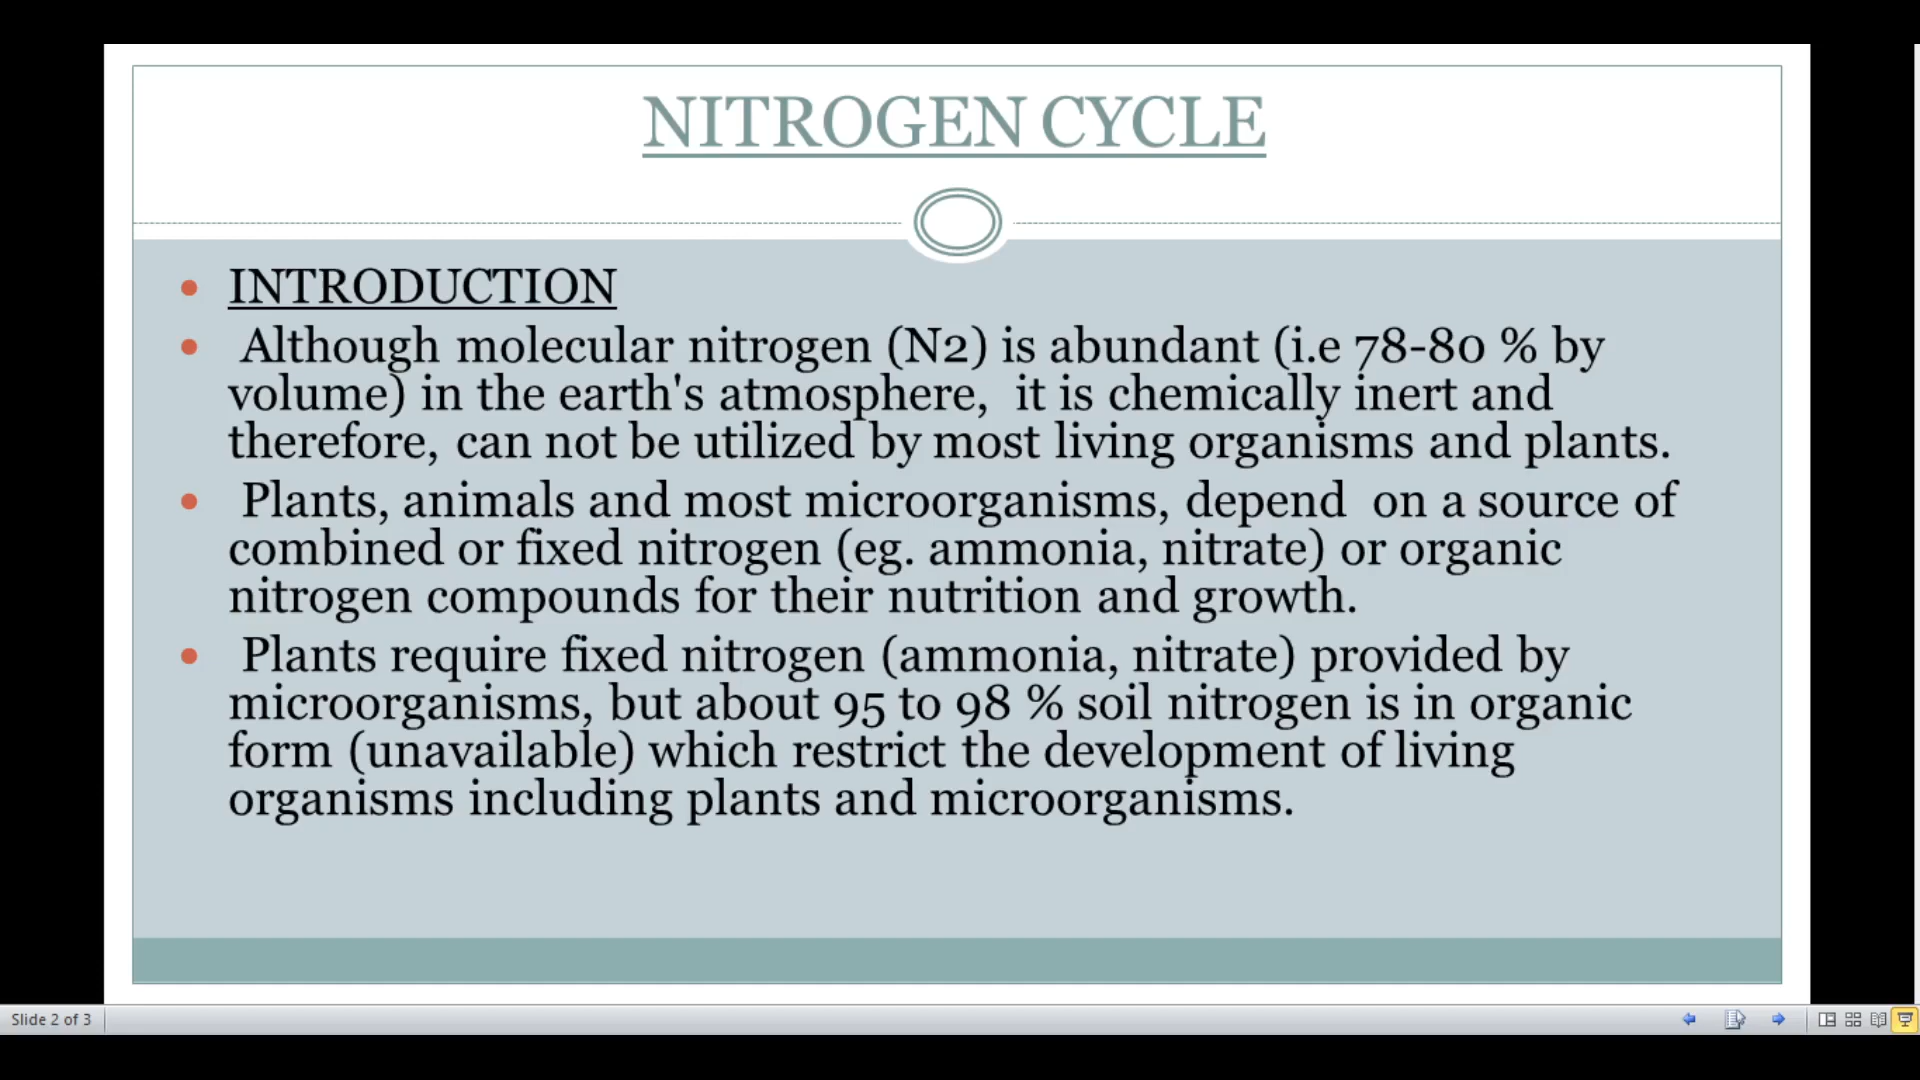 NITROGEN CYCLE
• INTRODUCTION
• Although molecular nitrogen (N2) is abundant (i.e 78-80 % by
volume) in the earth's atmosphere, it is chemically inert and
therefore, can not be utilized by most living organisms and plants.
• Plants, animals and most microorganisms, depend on a source of
combined or fixed nitrogen (eg. ammonia, nitrate) or organic
nitrogen compounds for their nutrition and growth.
• Plants require fixed nitrogen (ammonia, nitrate) provided by
microorganisms, but about 95 to 98 % soil nitrogen is in organic
form (unavailable) which restrict the development of living
organisms including plants and microorganisms.
Slide 2 of 3